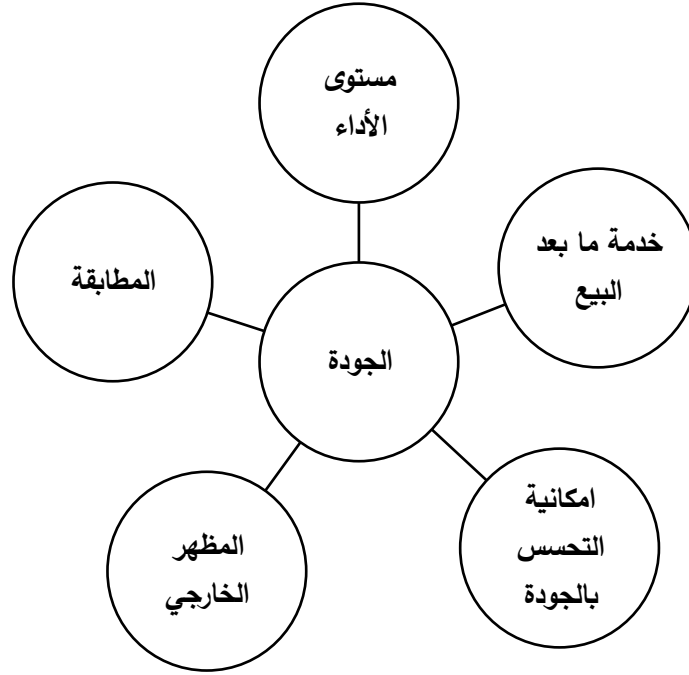 مستوى
الأداء
خدمة ما بعد
البيع
المطابقة
الجودة
امكانية
التحسس
بالجودة
المظهر
الخارجي